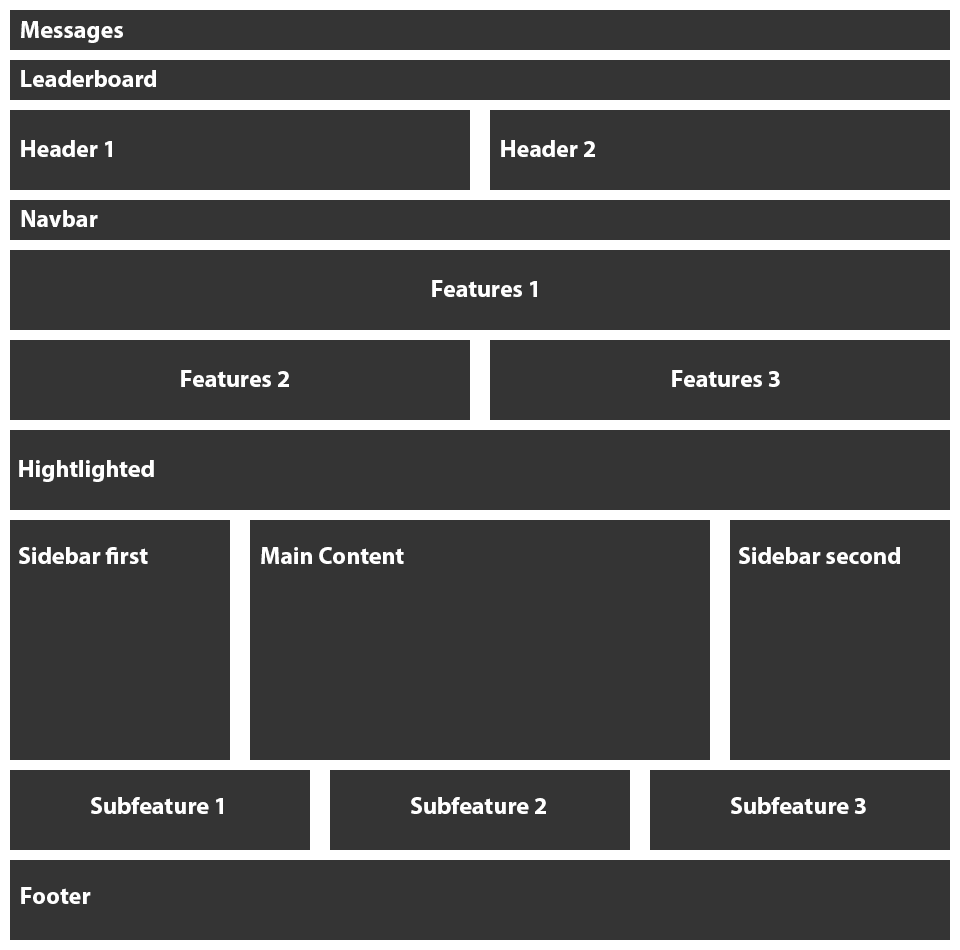 Messages
Leaderboard
Header 1
Header 2
Navbar
Features 1
Features 2
Features 3
Hightlighted
Sidebar first
Main Content
Sidebar second
Subfeature 1
Subfeature 2
Subfeature 3
Footer